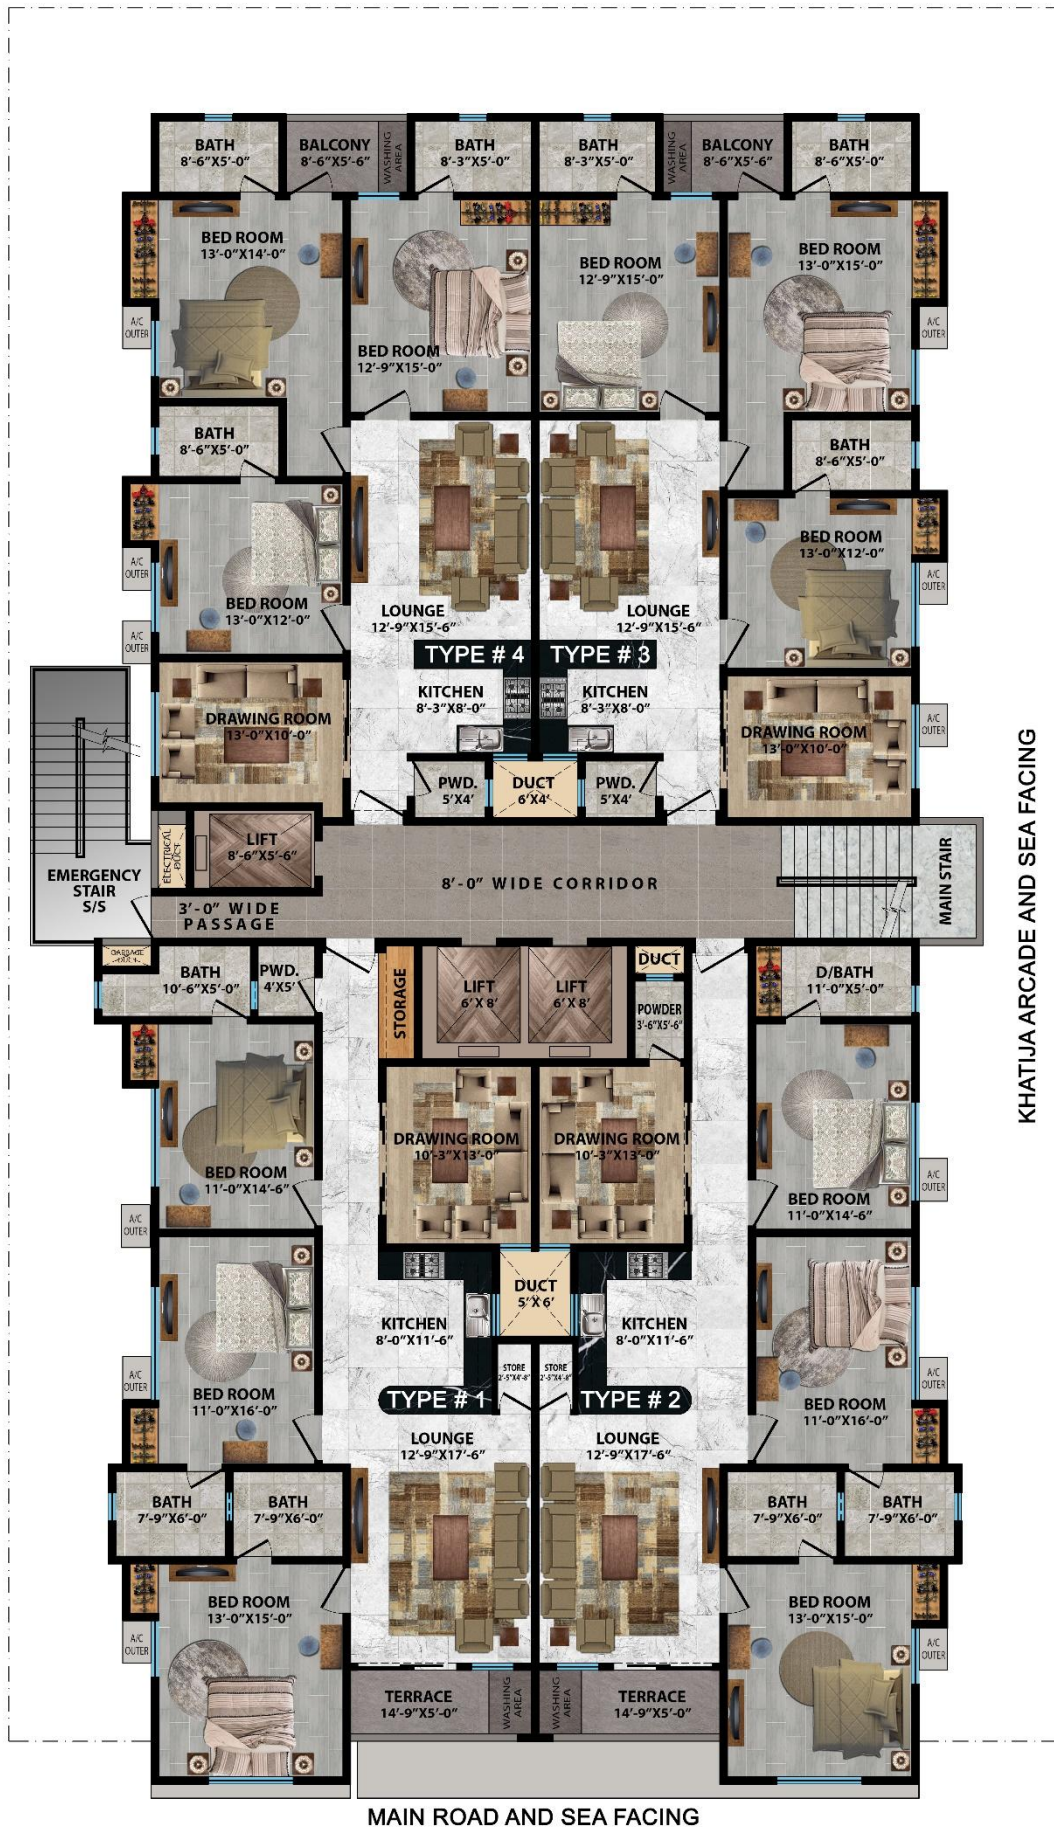 BATH
8'-6"X5'-0"
BALCONY
8'-6"X5'-6"
WASHING
AREA
BATH
8'-3"X5'-0"
BATH
8'-3"X5'-0"
WASHING
AREA
BALCONY
8'-6"X5'-6"
BATH
8'-6"X5'-0"
BED ROOM
13'-0"X14'-0"
BED ROOM
12'-9"X15'-0"
BED ROOM
12'-9"X15'-0"
BED ROOM
13'-0"X15'-0"
A/C
OUTER
A/C
OUTER
BATH
8'-6"X5'-0"
BATH
8'-6"X5'-0"
A/C
OUTER
A/C
OUTER
BED ROOM
13'-0"X12'-0"
LOUNGE
12'-9"X15'-6"
LOUNGE
12'-9"X15'-6"
BED ROOM
13'-0"X12'-0"
A/C
OUTER
TYPE # 4
TYPE # 3
KITCHEN
8'-3"X8'-0"
KITCHEN
8'-3"X8'-0"
DRAWING ROOM
13'-0"X10'-0"
DRAWING ROOM
13'-0"X10'-0"
A/C
OUTER
PWD.
5'X4'
DUCT
6'X4'
PWD.
5'X4'
EMERGENCY
STAIR
S/S
ELECTRICAL
DUCT
LIFT
8'-6"X5'-6"
8'-0" WIDE CORRIDOR
MAIN STAIR
3'-0" WIDE
PASSAGE
KHATIJA ARCADE AND SEA FACING
GARBAGE
DUCT
BATH
10'-6"X5'-0"
PWD.
4'X5'
STORAGE
LIFT
6'X 8'
LIFT
6'X 8'
DUCT
POWDER
3'-6"X5'-6"
D/BATH
11'-0"X5'-0"
BED ROOM
11'-0"X14'-6"
DRAWING ROOM
10'-3"X13'-0"
DRAWING ROOM
10'-3"X13'-0"
BED ROOM
11'-0"X14'-6"
A/C
OUTER
A/C
OUTER
DUCT
5'X 6'
KITCHEN
8'-0"X11'-6"
KITCHEN
8'-0"X11'-6"
STORE
2'-5"X4'-8"
STORE
2'-5"X4'-8"
A/C
OUTER
A/C
OUTER
BED ROOM
11'-0"X16'-0"
TYPE # 1
TYPE # 2
BED ROOM
11'-0"X16'-0"
LOUNGE
12'-9"X17'-6"
LOUNGE
12'-9"X17'-6"
BATH
7'-9"X6'-0"
BATH
7'-9"X6'-0"
BATH
7'-9"X6'-0"
BATH
7'-9"X6'-0"
BED ROOM
13'-0"X15'-0"
BED ROOM
13'-0"X15'-0"
A/C
OUTER
A/C
OUTER
TERRACE
14'-9"X5'-0"
WASHING
AREA
WASHING
AREA
TERRACE
14'-9"X5'-0"
MAIN ROAD AND SEA FACING